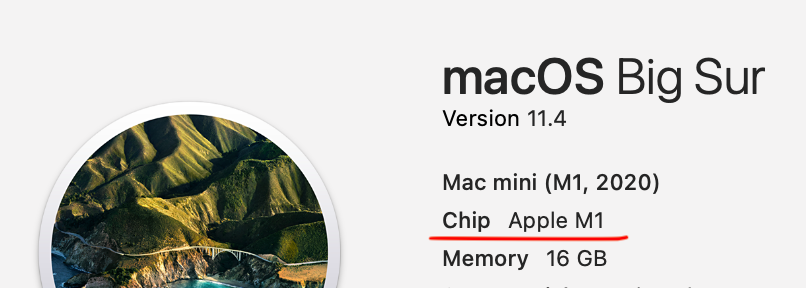 macOS Big Sur
Version 11.4
Mac mini (M1, 2020)
Chip Apple M1
Memory 16 GB